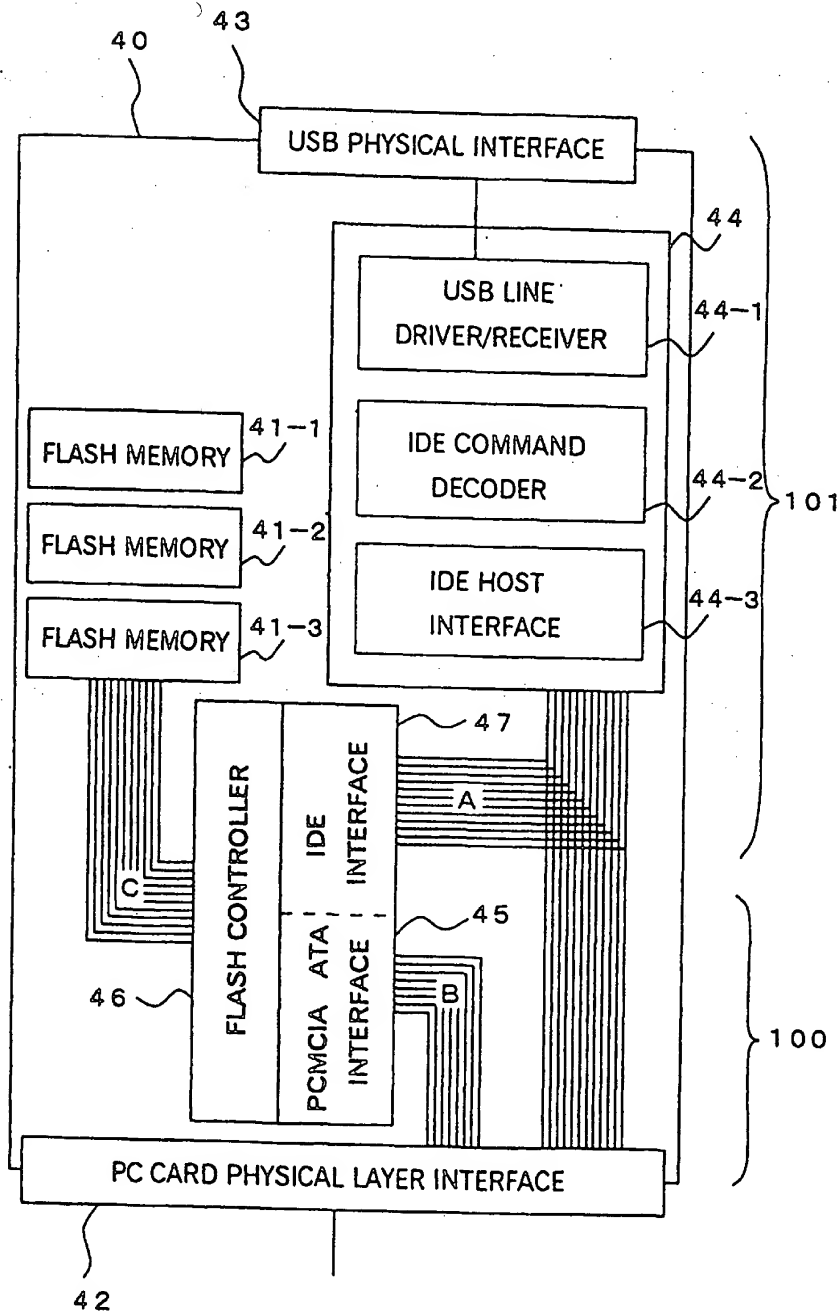 43
40
USB PHYSICAL INTERFACE
44
USB LINE
DRIVER/RECEIVER
44-1
FLASH MEMORY
41-1
IDE COMMAND
DECODER
44-2
101
FLASH MEMORY
41-2
FLASH MEMORY
41-3
IDE HOST
INTERFACE
44-3
47
FLASH CONTROLLER
IDE
INTERFACE
A
C
45
PCMCIA ATA
INTERFACE
B
46
100
PC CARD PHYSICAL LAYER INTERFACE
42